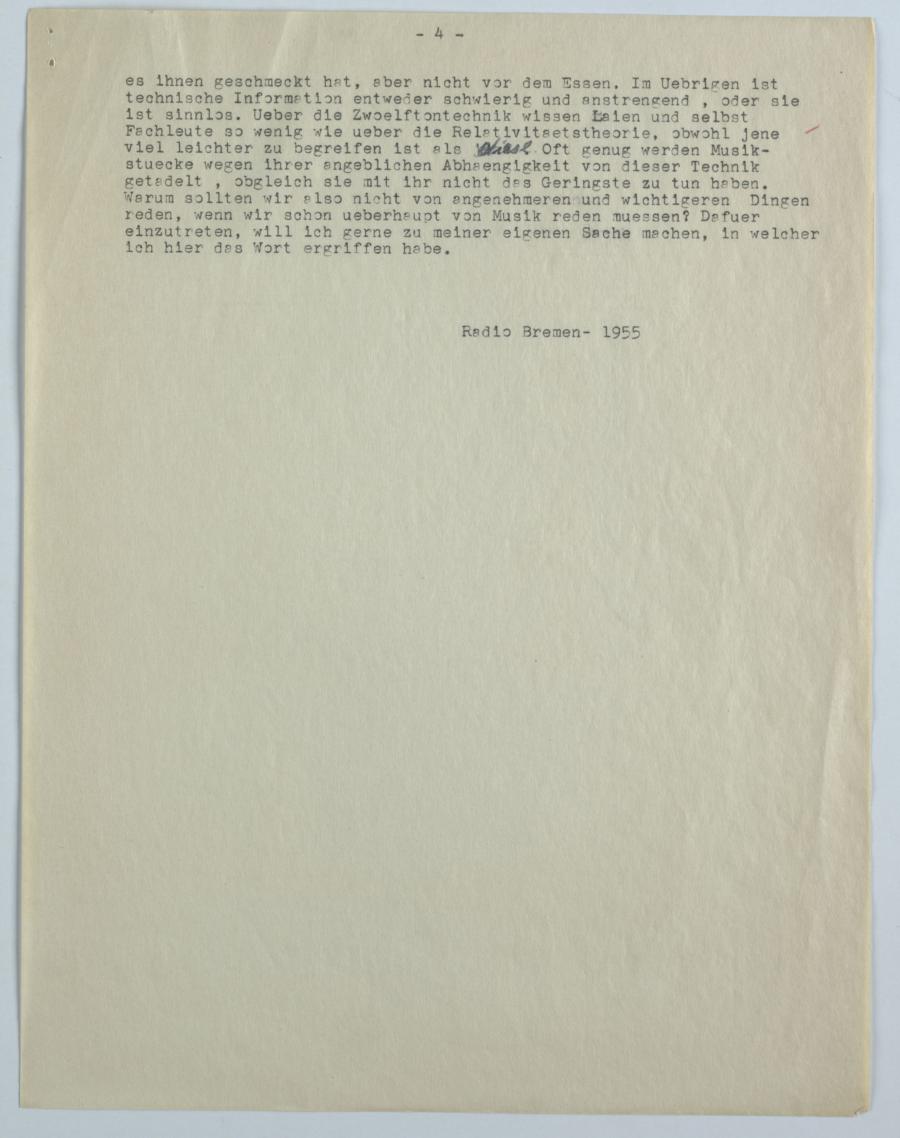 - 4 -
es ihnen geschmeckt hat, aber nicht vor dem Essen. Im Uebrigen ist
technische Information entweder schwierig und anstrengend , oder sie
ist sinnlos. Ueber die Zwoelftontechnik wissen Laien und selbst
Fachleute so wenig wie ueber die Relativitaetstheorie, obwohl jene
viel leichter zu begreifen ist als diese. Oft genug werden Musik-
stuecke wegen ihrer angeblichen Abhaengigkeit von dieser Technik
getadelt , obgleich sie mit ihr nicht das Geringste zu tun haben.
Warum sollten wir also nicht von angenehmeren und wichtigeren Dingen
reden, wenn wir schon ueberhaupt von Musik reden muessen? Dafuer
einzutreten, will ich gerne zu meiner eigenen Sache machen, in welcher
ich hier das Wort ergriffen habe.
Radio Bremen- 1955